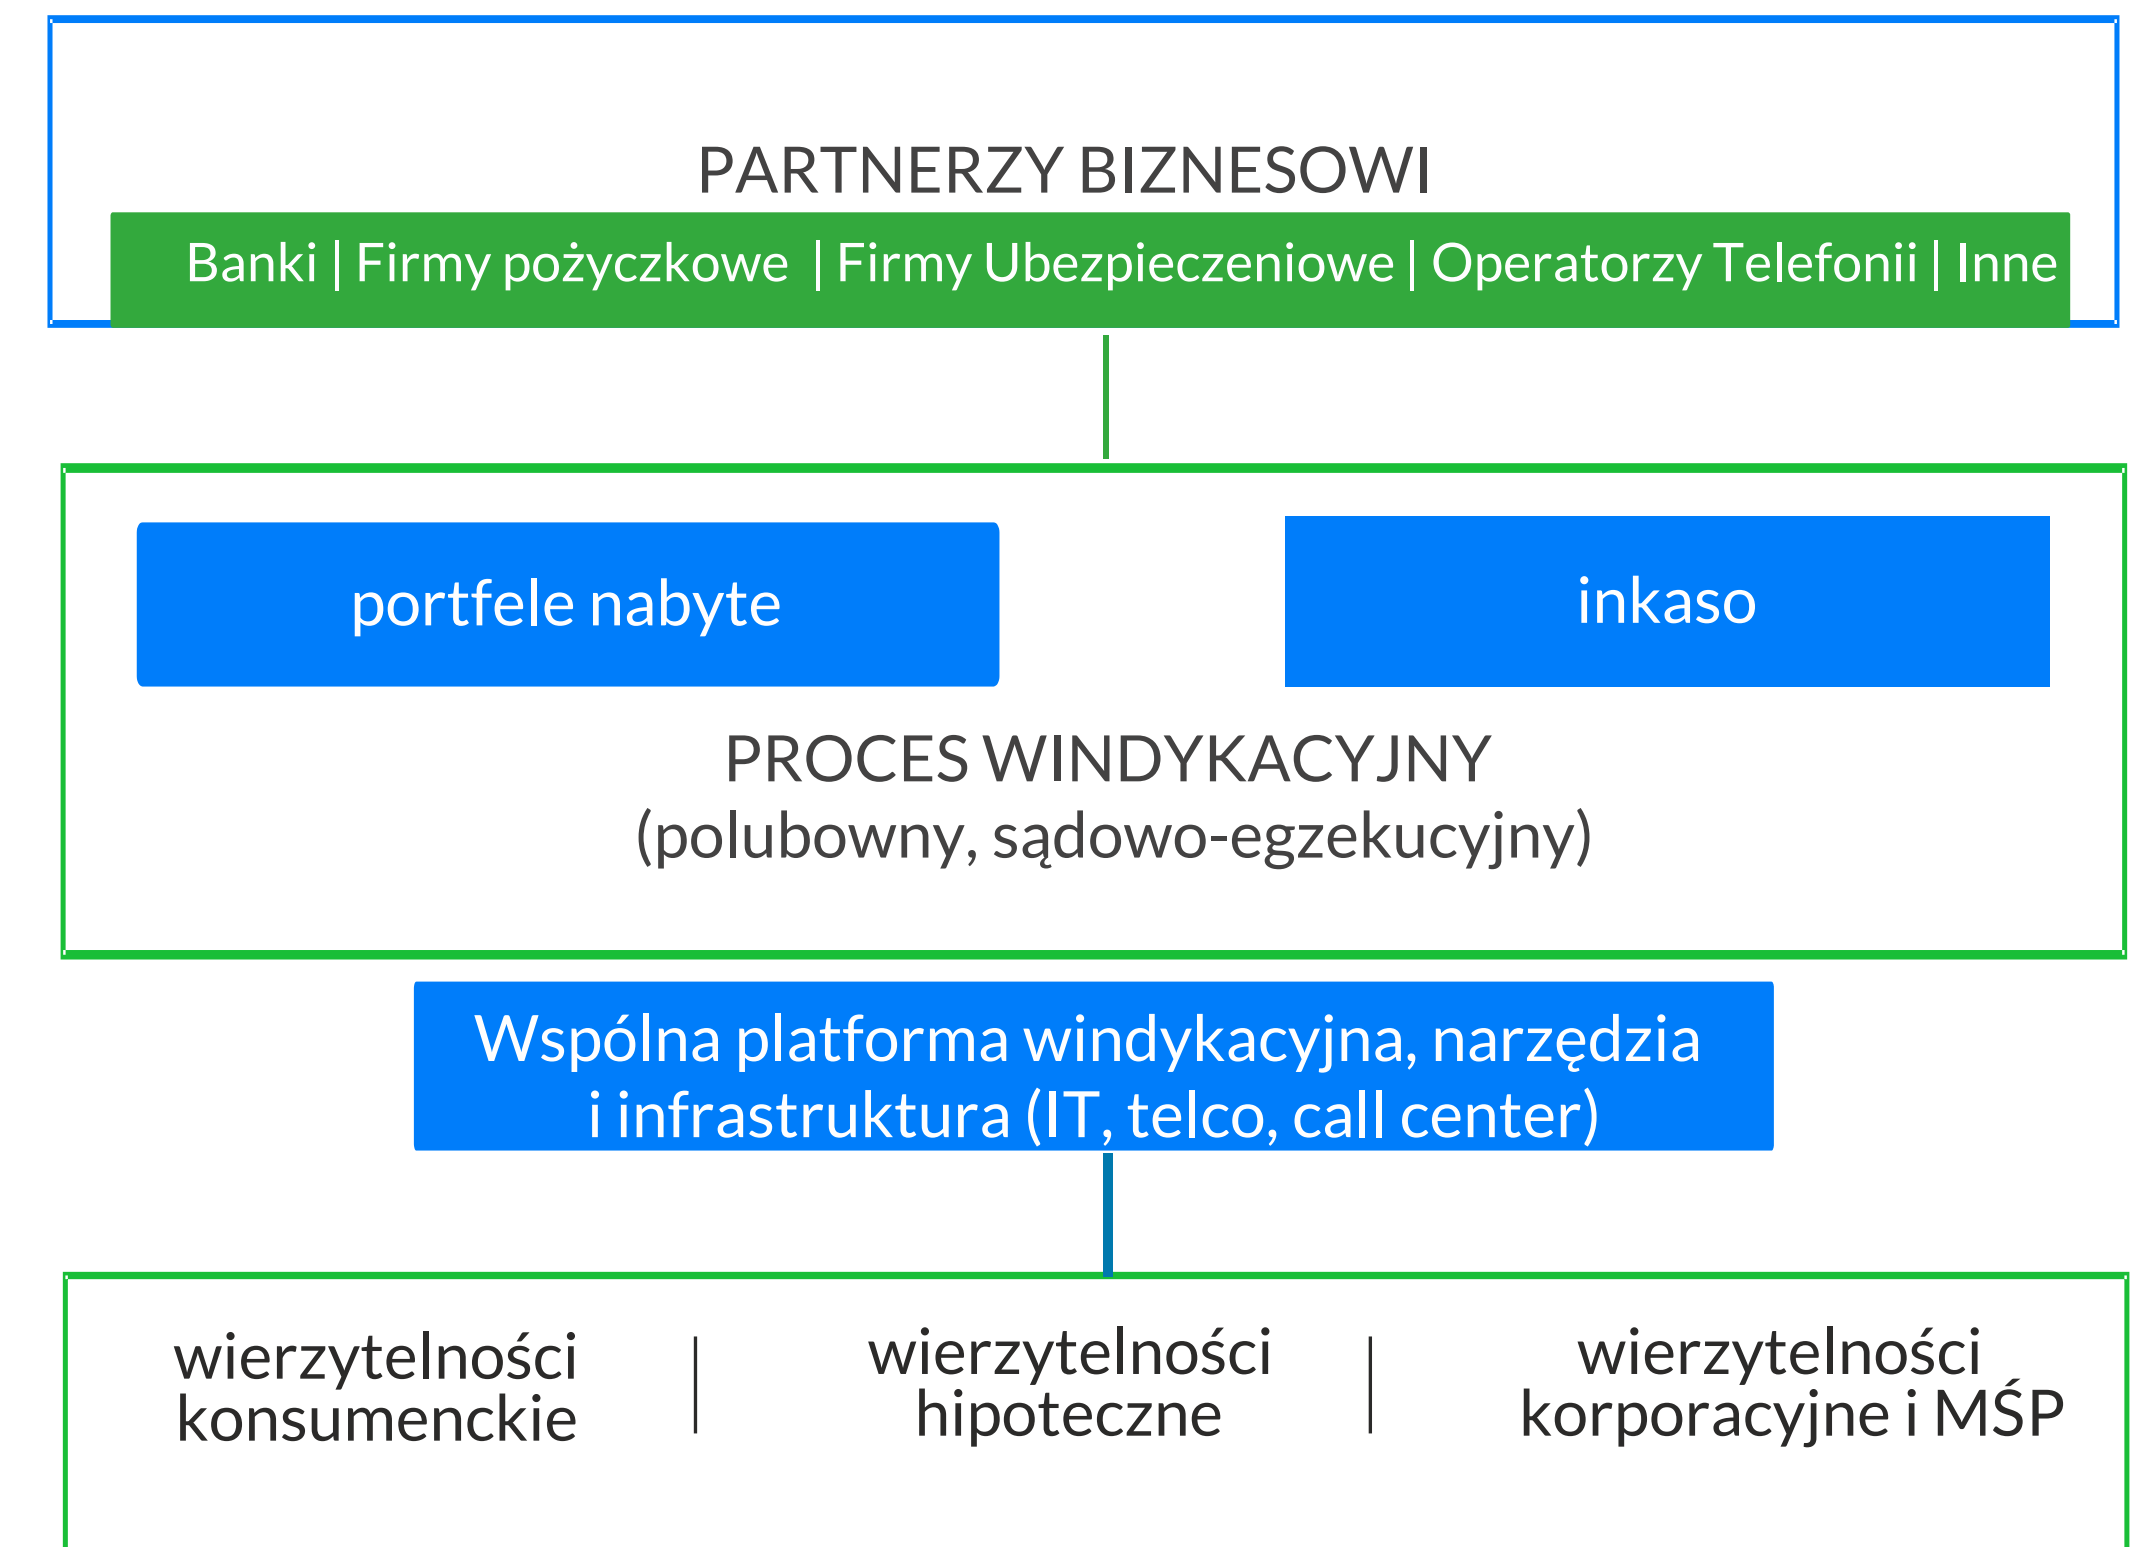 PARTNERZY BIZNESOWI
Banki | Firmy pożyczkowe | Firmy Ubezpieczeniowe | Operatorzy Telefonii | Inne
portfele nabyte
inkaso
PROCES WINDYKACYJNY
(polubowny, sądowo-egzekucyjny)
Wspólna platforma windykacyjna, narzędzia
i infrastruktura (IT, telco, call center)
wierzytelności
konsumenckie
wierzytelności
hipoteczne
wierzytelności
korporacyjne i MŚP